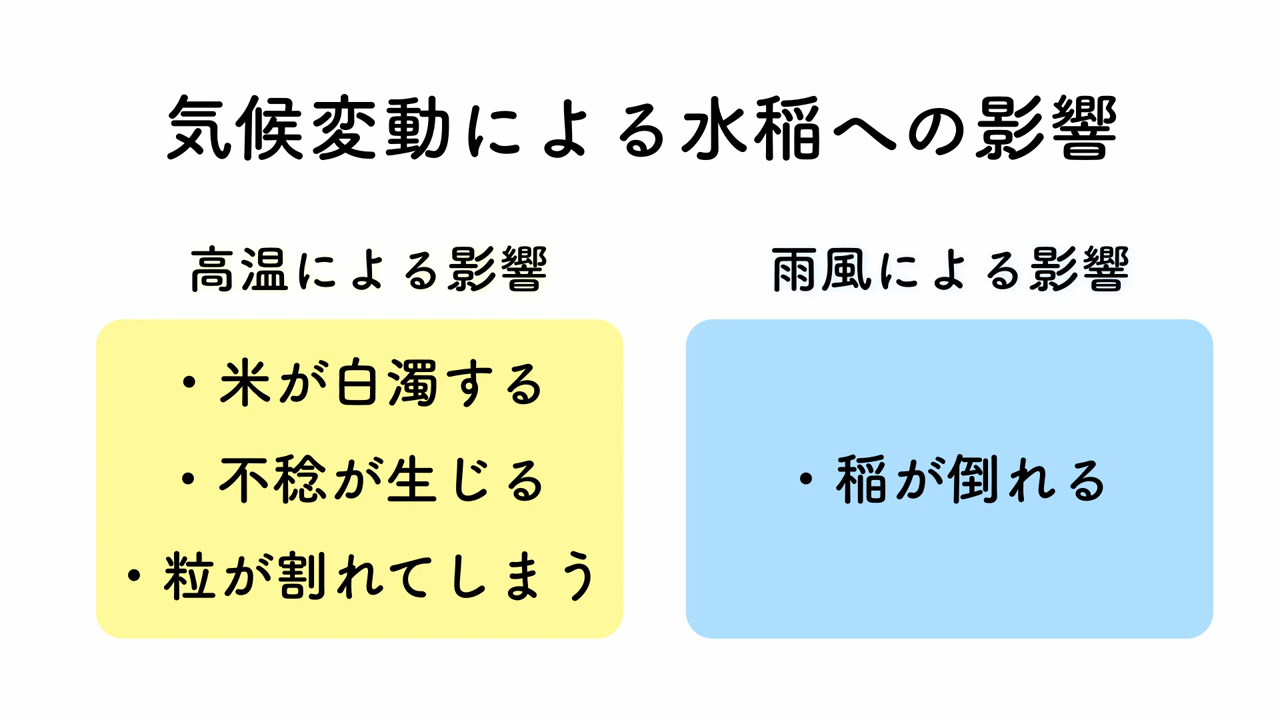 気候変動による水稲への影響
高温による影響
・米が白濁する
・不稔が生じる
・粒が割れてしまう
雨風による影響
・稲が倒れる